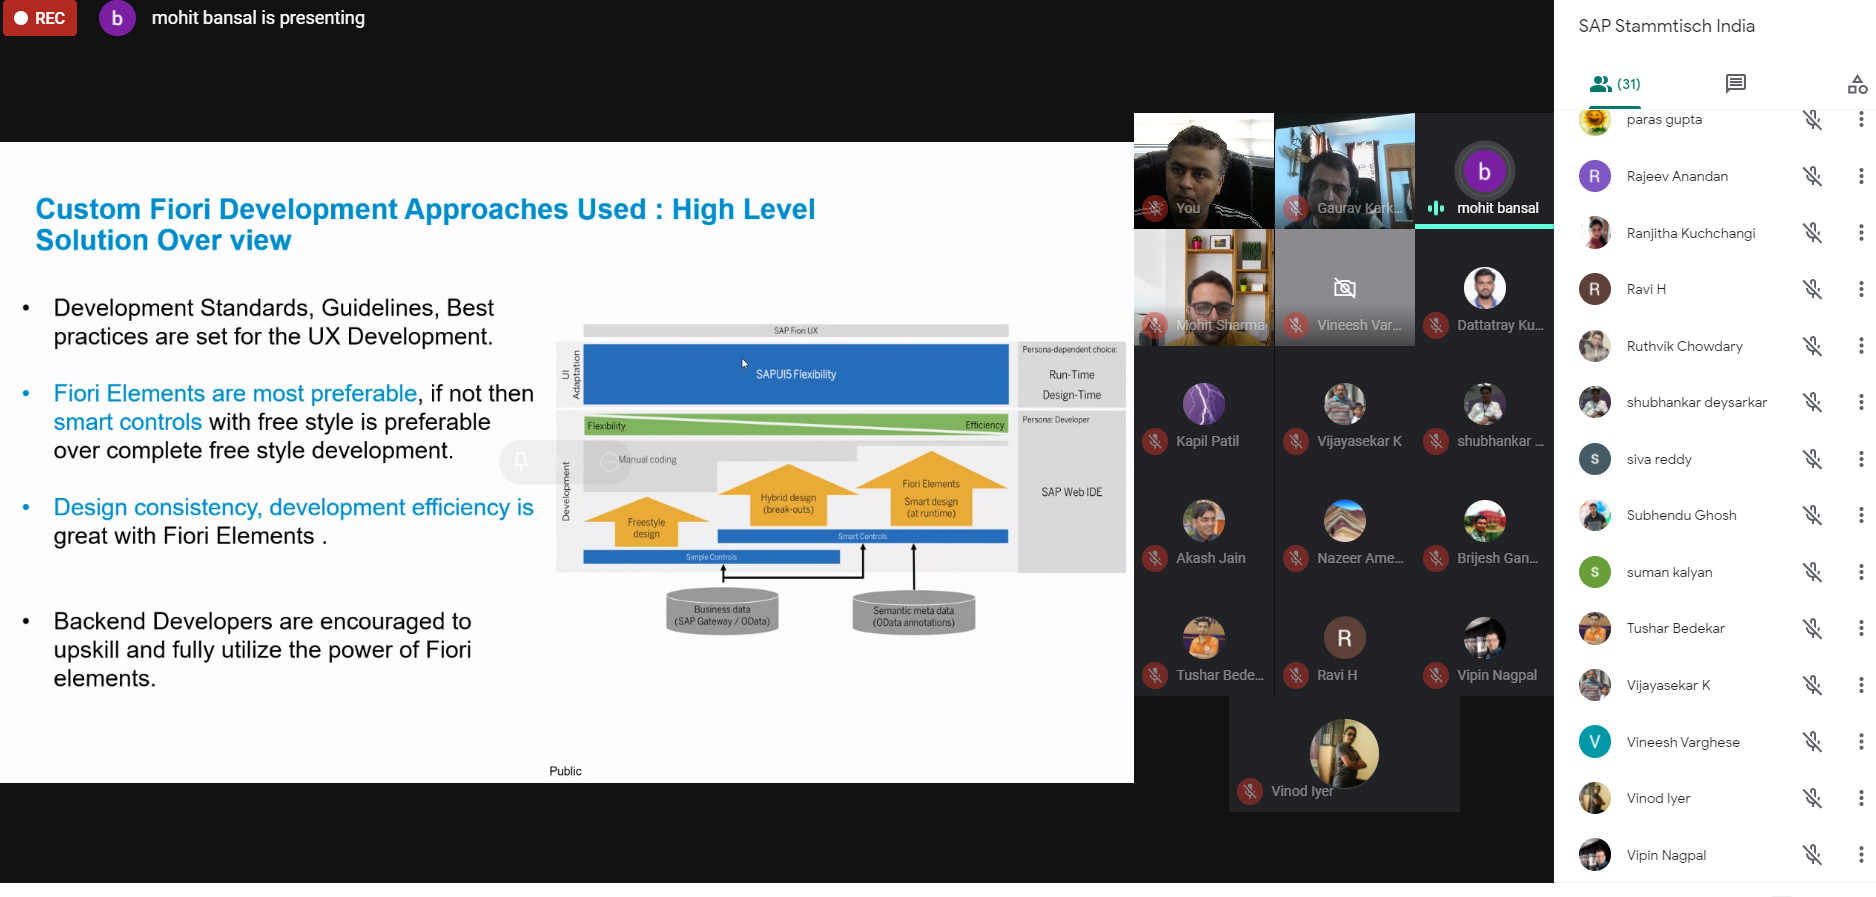 REC
b
mohit bansal is presenting
Custom Fiori Development Approaches Used : High Level
Solution Over view
• Development Standards, Guidelines, Best
practices are set for the UX Development.
• Fiori Elements are most preferable, if not then
smart controls with free style is preferable
over complete free style development.
• Design consistency, development efficiency is
great with Fiori Elements .
• Backend Developers are encouraged to
upskill and fully utilize the power of Fiori
elements.
SAP Fiori UX
UI
Adaptation
SAPUI5 Flexibility
Persona-dependent choice:
Run-Time
Design-Time
Development
Flexibility
Efficiency
Persona: Developer
Manual coding
Freestyle
design
Hybrid design
(break-outs)
Fiori Elements
Smart design
(at runtime)
SAP Web IDE
Smart Controls
Simple Controls
Business data
(SAP Gateway / OData)
Semantic meta data
(OData annotations)
Public
You
Gaurav Kark...
b
mohit bansal
Mohit Sharma
Vineesh Var...
Dattatray Ku...
Kapil Patil
Vijayasekar K
shubhankar ...
Akash Jain
Nazeer Ame...
Brijesh Gan...
Tushar Bede...
R
Ravi H
Vipin Nagpal
Vinod Iyer
SAP Stammtisch India
(31)
paras gupta
R
Rajeev Anandan
Ranjitha Kuchchangi
R
Ravi H
Ruthvik Chowdary
shubhankar deysarkar
s
siva reddy
Subhendu Ghosh
s
suman kalyan
Tushar Bedekar
Vijayasekar K
V
Vineesh Varghese
Vinod Iyer
Vipin Nagpal